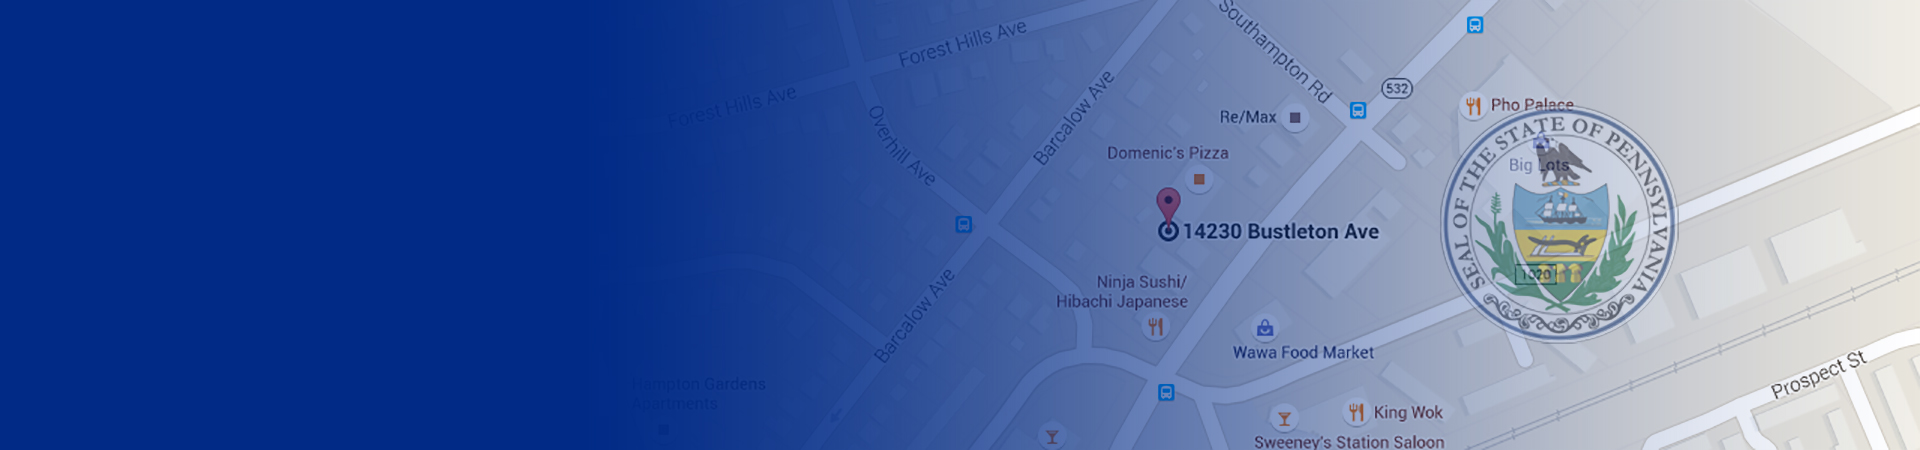 Southampton Rd
Forest Hills Ave
532
Forest Hills Ave
Pho Palace
Re/Max
Overhill Ave
Barcalow Ave
SEAL OF THE STATE OF PENNSYLVANIA
Domenic's Pizza
Big Lots
14230 Bustleton Ave
1020
Ninja Sushi/
Hibachi Japanese
Barcalow Ave
Wawa Food Market
Prospect St
Hampton Gardens
Apartments
King Wok
Sweeney's Station Saloon